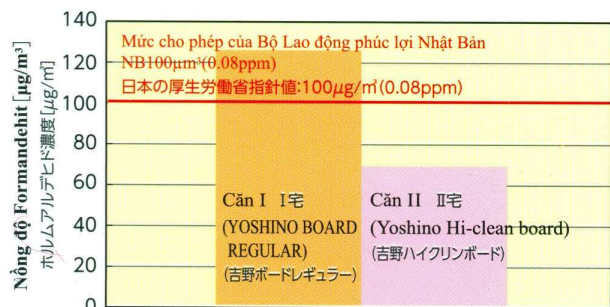 Nồng độ Formandehit [µg/m³]
ホルムアルデヒド濃度 [µg/㎥]
140
120
100
80
60
40
20
0
Mức cho phép của Bộ Lao động phúc lợi Nhật Bản
NB100µm³(0.08ppm)
日本の厚生労働省指針値:100µg/㎥(0.08ppm)
Căn I I宅
(YOSHINO BOARD
REGULAR)
(吉野ボードレギュラー)
Căn II II宅
(Yoshino Hi-clean board)
(吉野ハイクリンボード)